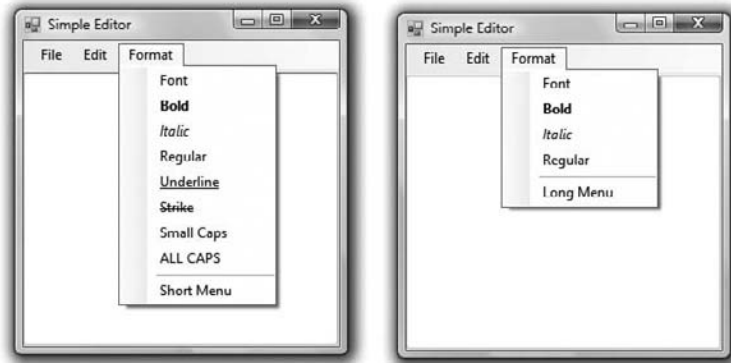 Simple Editor
File Edit Format
Font
Bold
Italic
Regular
Underline
Strike
Small Caps
ALL CAPS
Short Menu
Simple Editor
File Edit Format
Font
Bold
Italic
Regular
Long Menu